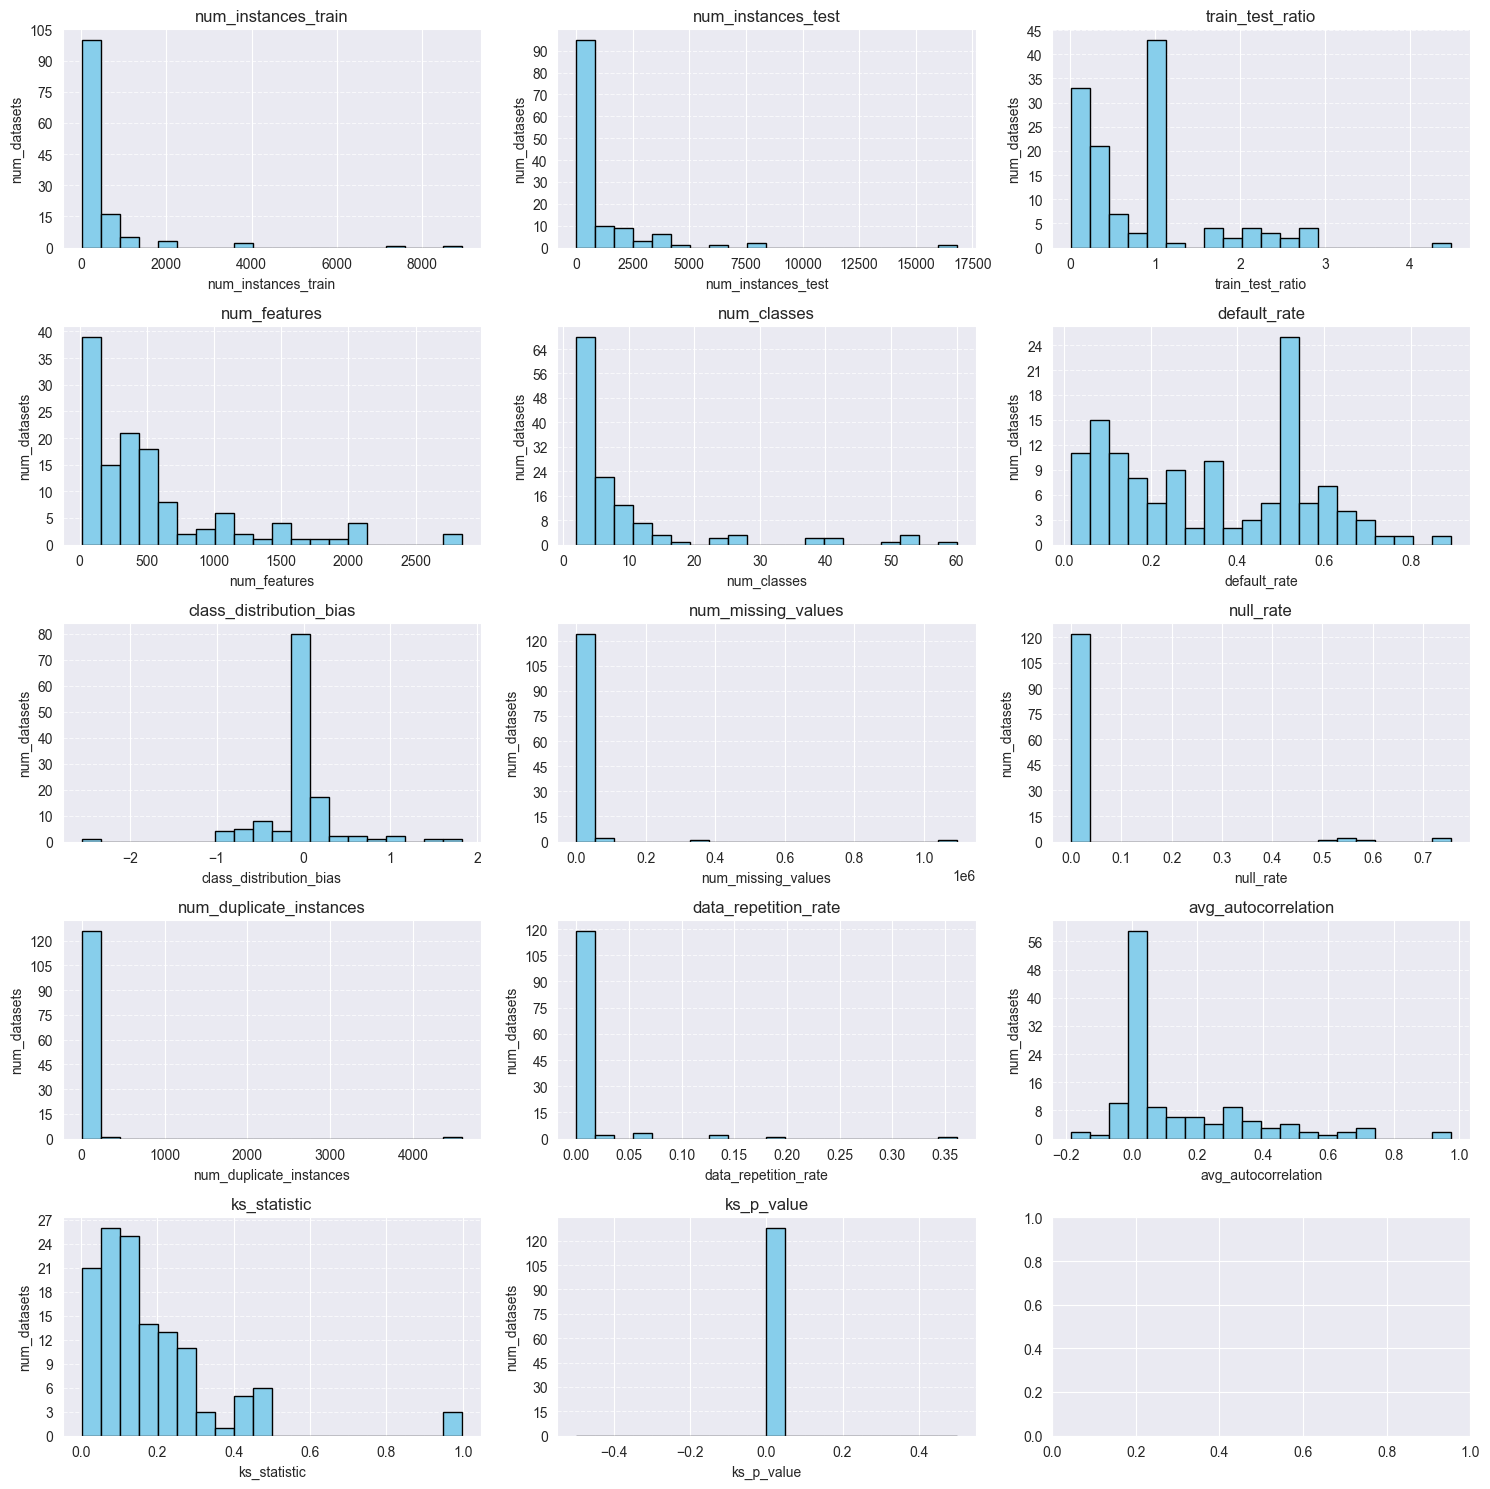 num_instances_train
105
90
75
60
45
30
15
0
num_datasets
0 2000 4000 6000 8000
num_instances_train
num_instances_test
90
80
70
60
50
40
30
20
10
0
num_datasets
0 2500 5000 7500 10000 12500 15000 17500
num_instances_test
train_test_ratio
45
40
35
30
25
20
15
10
5
0
num_datasets
0 1 2 3 4
train_test_ratio
num_features
40
35
30
25
20
15
10
5
0
num_datasets
0 500 1000 1500 2000 2500
num_features
num_classes
64
56
48
40
32
24
16
8
0
num_datasets
0 10 20 30 40 50 60
num_classes
default_rate
24
21
18
15
12
9
6
3
0
num_datasets
0.0 0.2 0.4 0.6 0.8
default_rate
class_distribution_bias
80
70
60
50
40
30
20
10
0
num_datasets
−2 −1 0 1 2
class_distribution_bias
num_missing_values
120
105
90
75
60
45
30
15
0
num_datasets
0.0 0.2 0.4 0.6 0.8 1.0
1e6
num_missing_values
null_rate
120
105
90
75
60
45
30
15
0
num_datasets
0.0 0.1 0.2 0.3 0.4 0.5 0.6 0.7
null_rate
num_duplicate_instances
120
105
90
75
60
45
30
15
0
num_datasets
0 1000 2000 3000 4000
num_duplicate_instances
data_repetition_rate
120
105
90
75
60
45
30
15
0
num_datasets
0.00 0.05 0.10 0.15 0.20 0.25 0.30 0.35
data_repetition_rate
avg_autocorrelation
56
48
40
32
24
16
8
0
num_datasets
−0.2 0.0 0.2 0.4 0.6 0.8 1.0
avg_autocorrelation
ks_statistic
27
24
21
18
15
12
9
6
3
0
num_datasets
0.0 0.2 0.4 0.6 0.8 1.0
ks_statistic
ks_p_value
120
105
90
75
60
45
30
15
0
num_datasets
−0.4 −0.2 0.0 0.2 0.4
ks_p_value
1.0
0.8
0.6
0.4
0.2
0.0
0.0 0.2 0.4 0.6 0.8 1.0